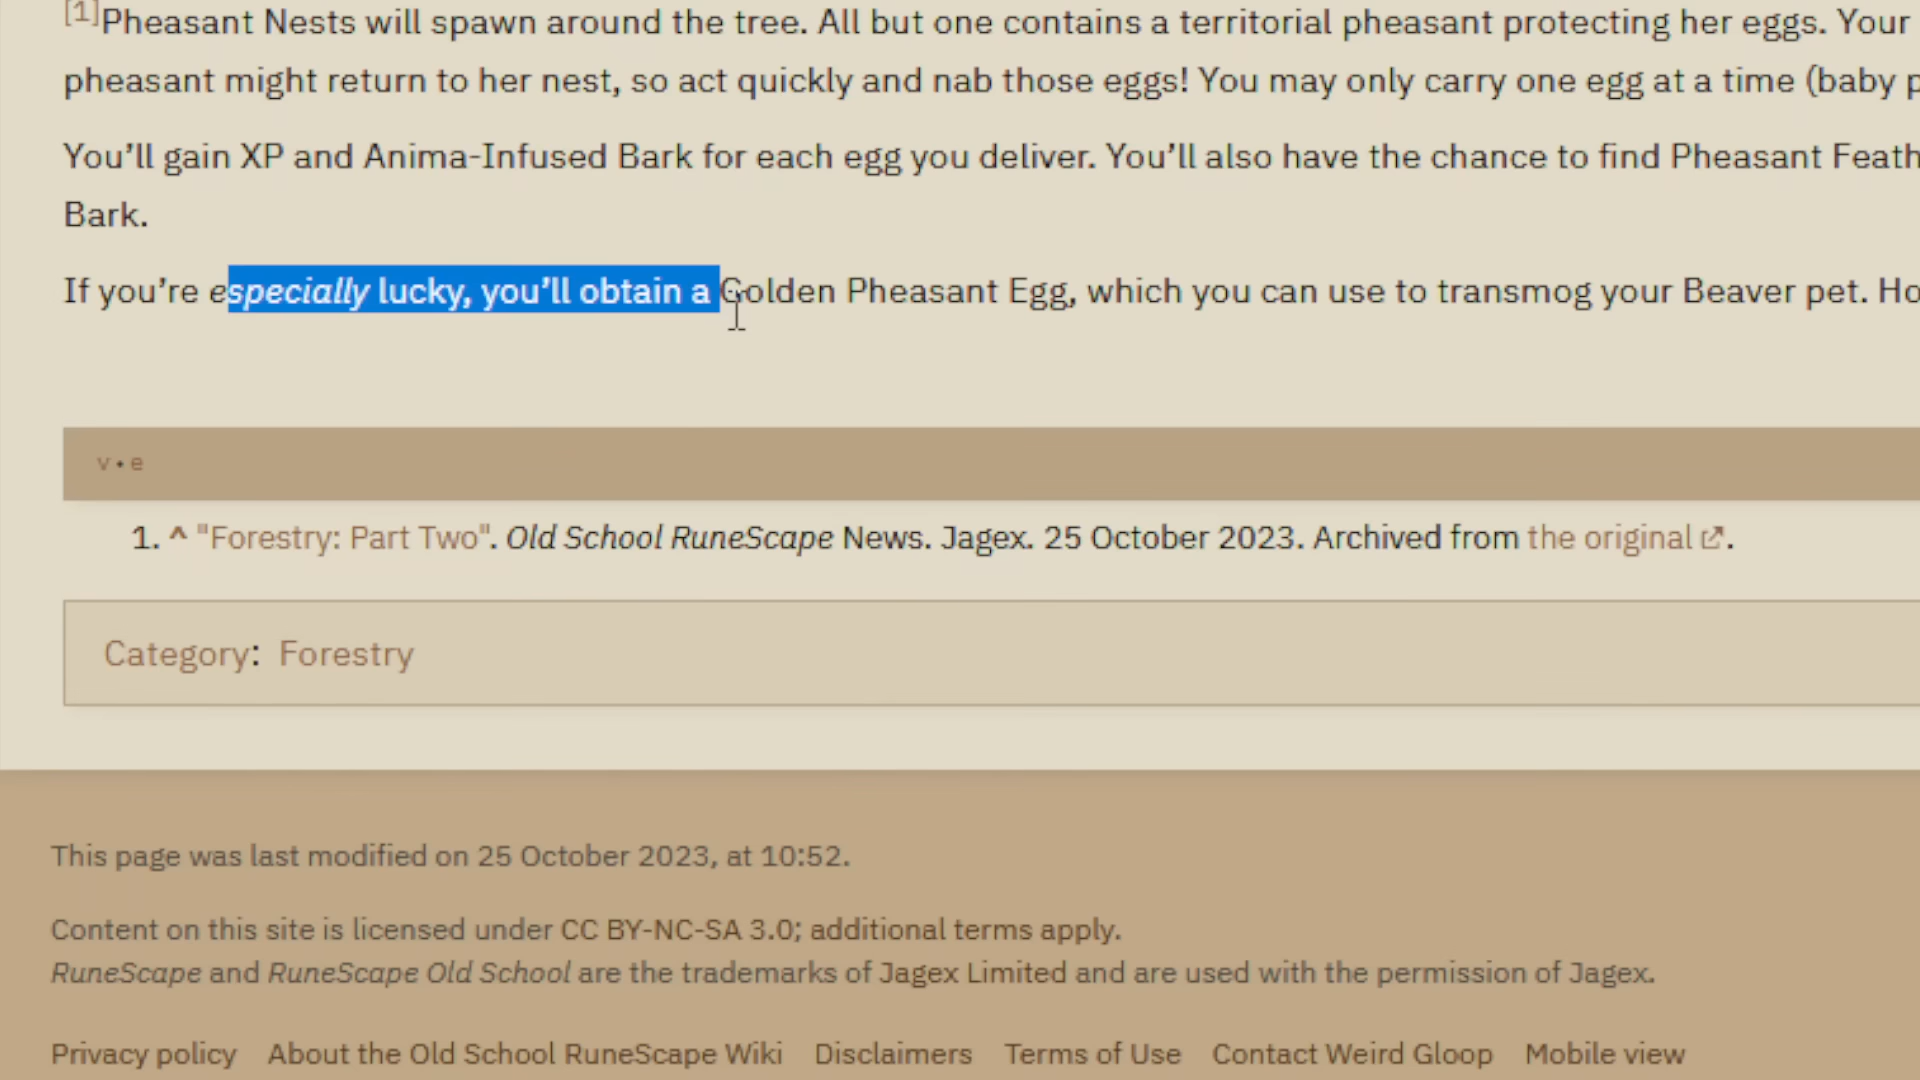 [1]Pheasant Nests will spawn around the tree. All but one contains a territorial pheasant protecting her eggs. Your
pheasant might return to her nest, so act quickly and nab those eggs! You may only carry one egg at a time (baby p
You’ll gain XP and Anima-Infused Bark for each egg you deliver. You’ll also have the chance to find Pheasant Feath
Bark.
If you’re especially lucky, you’ll obtain a Golden Pheasant Egg, which you can use to transmog your Beaver pet. Ho
v • e
1. ^ "Forestry: Part Two". Old School RuneScape News. Jagex. 25 October 2023. Archived from the original.
Category: Forestry
This page was last modified on 25 October 2023, at 10:52.
Content on this site is licensed under CC BY-NC-SA 3.0; additional terms apply.
RuneScape and RuneScape Old School are the trademarks of Jagex Limited and are used with the permission of Jagex.
Privacy policy About the Old School RuneScape Wiki Disclaimers Terms of Use Contact Weird Gloop Mobile view